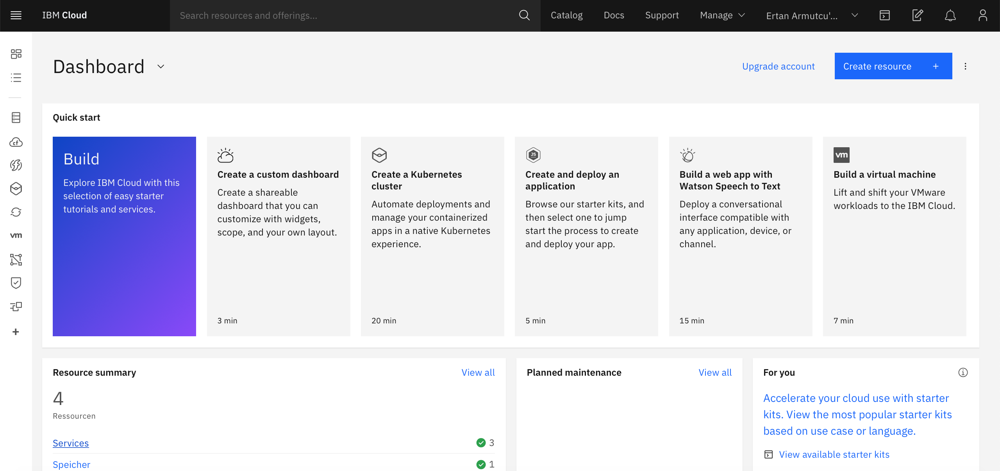 IBM Cloud
Search resources and offerings...
Catalog
Docs
Support
Manage
Ertan Armutcu'...
Dashboard
Upgrade account
Create resource +
Quick start
Build
Explore IBM Cloud with this
selection of easy starter
tutorials and services.
Create a custom dashboard
Create a shareable
dashboard that you can
customize with widgets,
scope, and your own layout.
3 min
Create a Kubernetes
cluster
Automate deployments and
manage your containerized
apps in a native Kubernetes
experience.
20 min
JS
Create and deploy an
application
Browse our starter kits, and
then select one to jump
start the process to create
and deploy your app.
5 min
Build a web app with
Watson Speech to Text
Deploy a conversational
interface compatible with
any application, device, or
channel.
15 min
vm
Build a virtual machine
Lift and shift your VMware
workloads to the IBM Cloud.
7 min
cf
vm
Resource summary
View all
4
Ressourcen
Services
3
Speicher
1
Planned maintenance
View all
For you
Accelerate your cloud use with starter
kits. View the most popular starter kits
based on use case or language.
View available starter kits